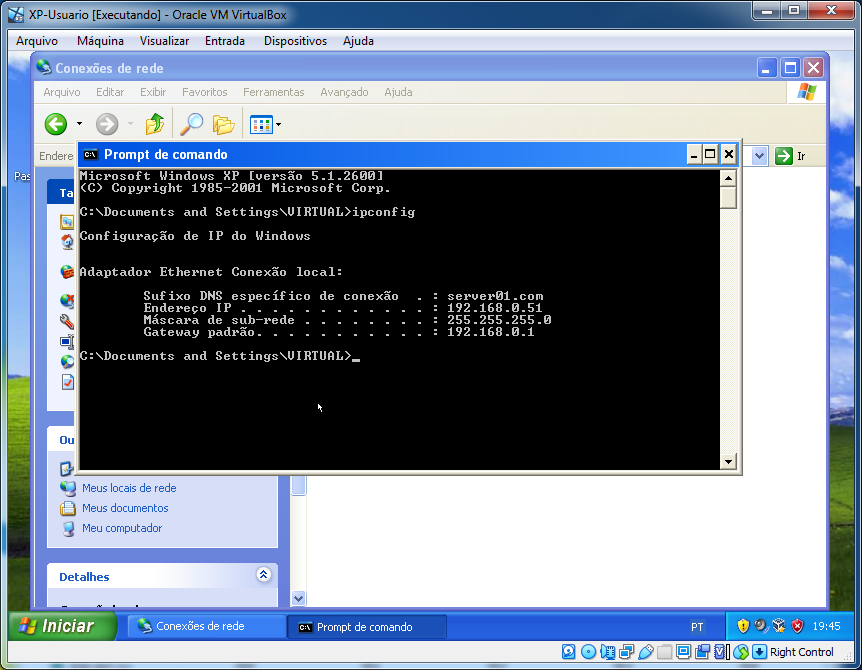 XP-Usuario [Executando] - Oracle VM VirtualBox
Arquivo Máquina Visualizar Entrada Dispositivos Ajuda
Conexões de rede
Arquivo Editar Exibir Favoritos Ferramentas Avançado Ajuda
Endere
Ir
Pas
Ta
Prompt de comando
Microsoft Windows XP [versão 5.1.2600]
(C) Copyright 1985-2001 Microsoft Corp.
C:\Documents and Settings\VIRTUAL>ipconfig
Configuração de IP do Windows
Adaptador Ethernet Conexão local:
Sufixo DNS específico de conexão . : server01.com
Endereço IP . . . . . . . . . . . . : 192.168.0.51
Máscara de sub-rede . . . . . . . . : 255.255.255.0
Gateway padrão. . . . . . . . . . . : 192.168.0.1
C:\Documents and Settings\VIRTUAL>_
Ou
Meus locais de rede
Meus documentos
Meu computador
Detalhes
Iniciar
Conexões de rede
Prompt de comando
PT
19:45
Right Control